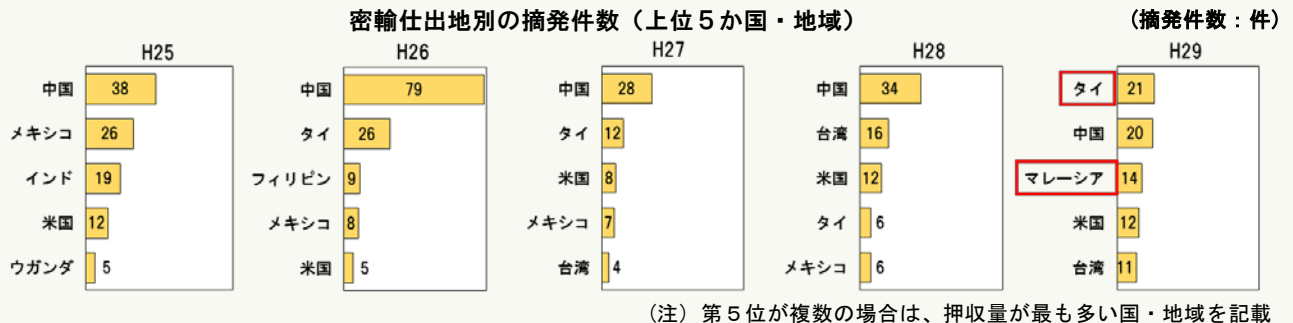 密輸仕出地別の摘発件数（上位５か国・地域）
（摘発件数：件）
H25
中国 38
メキシコ 26
インド 19
米国 12
ウガンダ 5
H26
中国 79
タイ 26
フィリピン 9
メキシコ 8
米国 5
H27
中国 28
タイ 12
米国 8
メキシコ 7
台湾 4
H28
中国 34
台湾 16
米国 12
タイ 6
メキシコ 6
H29
タイ 21
中国 20
マレーシア 14
米国 12
台湾 11
（注）第５位が複数の場合は、押収量が最も多い国・地域を記載